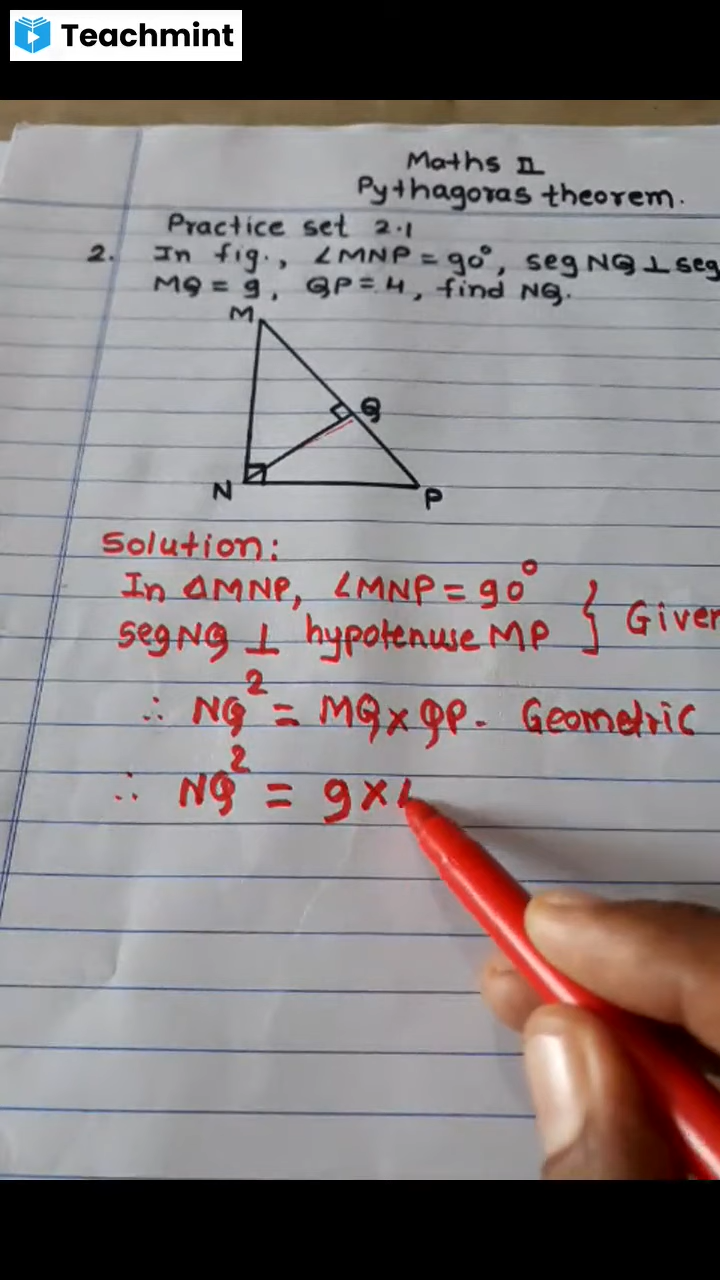 Teachmint
Maths II
Pythagoras theorem.
Practice set 2.1
2. In fig., ∠MNP = 90°, seg NQ ⊥ seg
MQ = 9, QP = 4, find NQ.
M
Q
N
P
Solution:
In ΔMNP, ∠MNP = 90°
seg NQ ⊥ hypotenuse MP } Given
∴ NQ² = MQ × QP - Geometric
∴ NQ² = 9 ×